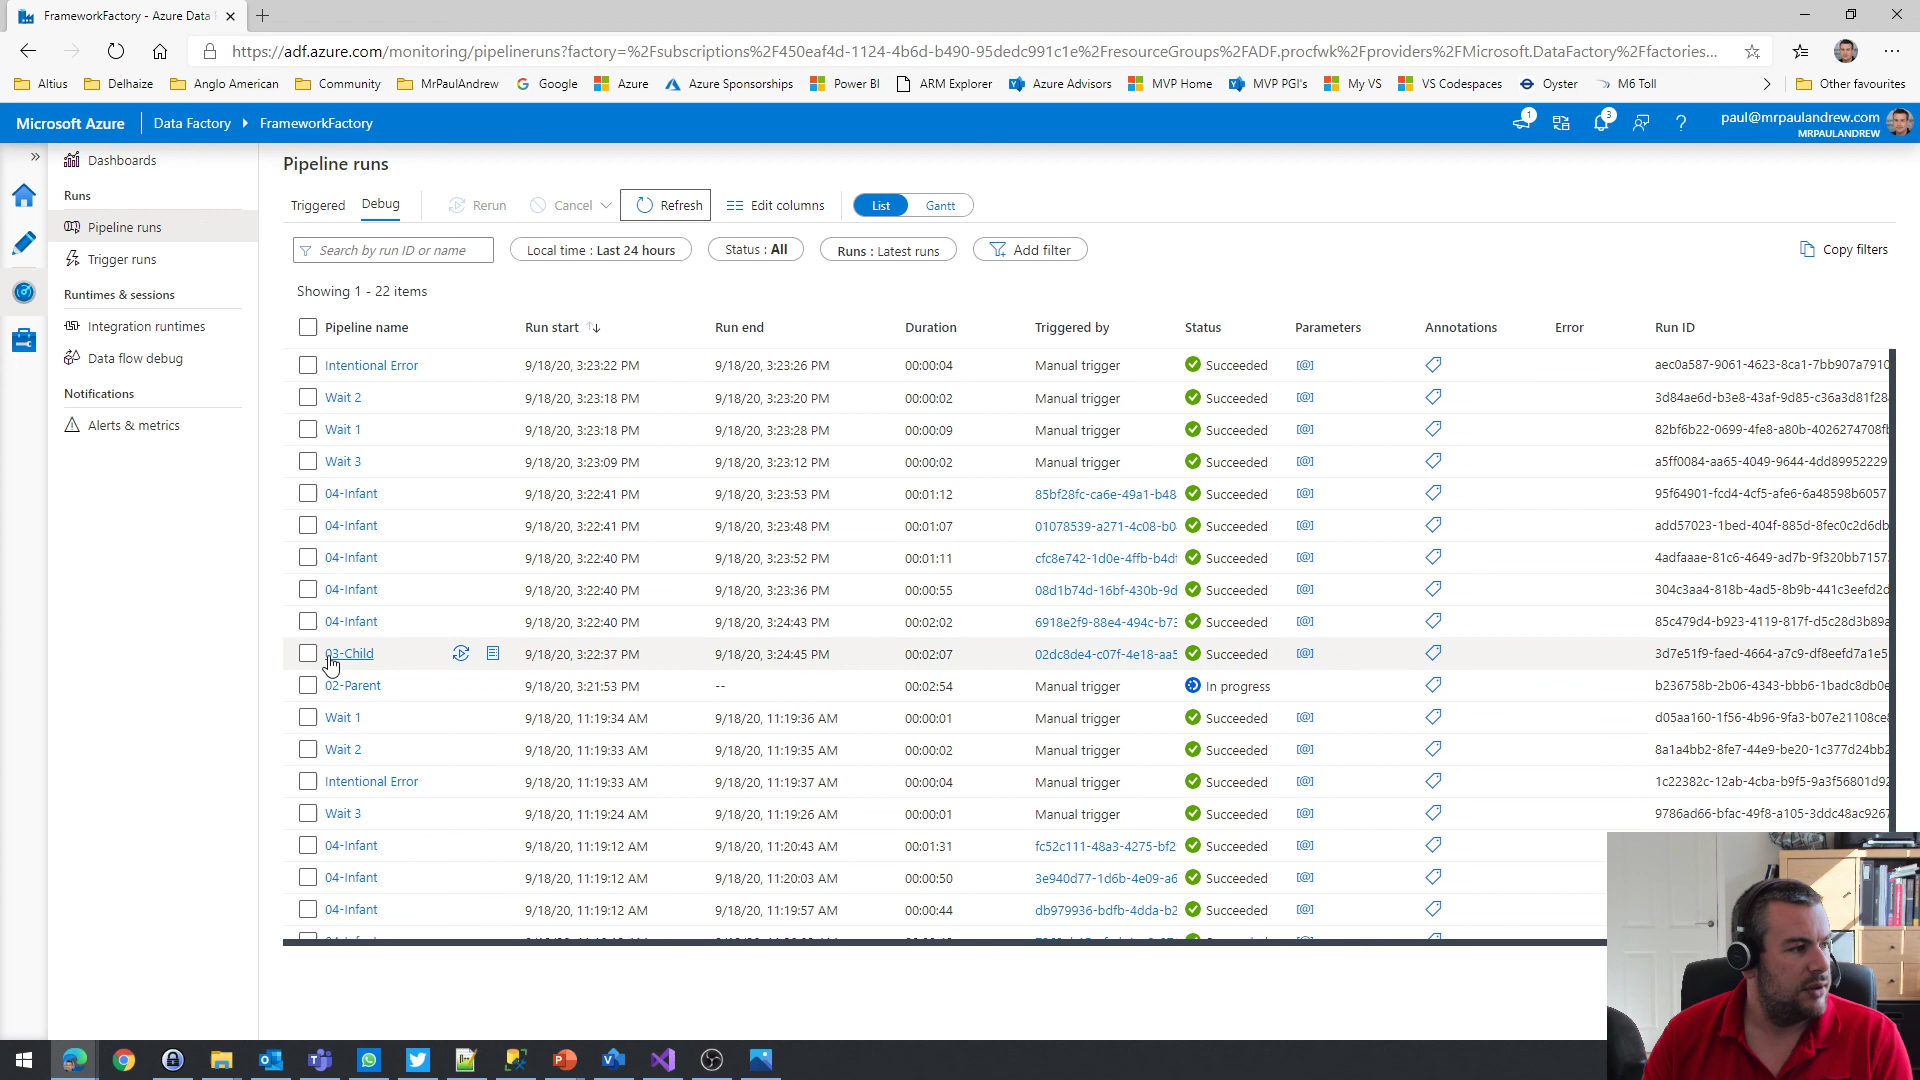 FrameworkFactory - Azure Data F
https://adf.azure.com/monitoring/pipelineruns?factory=%2Fsubscriptions%2F450eaf4d-1124-4b6d-b490-95dedc991c1e%2FresourceGroups%2FADF.procfwk%2Fproviders%2FMicrosoft.DataFactory%2Ffactories...
Altius Delhaize Anglo American Community MrPaulAndrew Google Azure Azure Sponsorships Power BI ARM Explorer Azure Advisors MVP Home MVP PGI's My VS VS Codespaces Oyster M6 Toll Other favourites
Microsoft Azure Data Factory FrameworkFactory 1 3 ? paul@mrpaulandrew.com
MRPAULANDREW
Dashboards
Runs
Pipeline runs
Trigger runs
Runtimes & sessions
Integration runtimes
Data flow debug
Notifications
Alerts & metrics
Pipeline runs
Triggered Debug Rerun Cancel Refresh Edit columns List Gantt
Search by run ID or name Local time : Last 24 hours Status : All Runs : Latest runs Add filter Copy filters
Showing 1 - 22 items
Pipeline name Run start Run end Duration Triggered by Status Parameters Annotations Error Run ID
Intentional Error 9/18/20, 3:23:22 PM 9/18/20, 3:23:26 PM 00:00:04 Manual trigger Succeeded [@] aec0a587-9061-4623-8ca1-7bb907a7910
Wait 2 9/18/20, 3:23:18 PM 9/18/20, 3:23:20 PM 00:00:02 Manual trigger Succeeded [@] 3d84ae6d-b3e8-43af-9d85-c36a3d81f28
Wait 1 9/18/20, 3:23:18 PM 9/18/20, 3:23:28 PM 00:00:09 Manual trigger Succeeded [@] 82bf6b22-0699-4fe8-a80b-4026274708f
Wait 3 9/18/20, 3:23:09 PM 9/18/20, 3:23:12 PM 00:00:02 Manual trigger Succeeded [@] a5ff0084-aa65-4049-9644-4dd89952229
04-Infant 9/18/20, 3:22:41 PM 9/18/20, 3:23:53 PM 00:01:12 85bf28fc-ca6e-49a1-b48 Succeeded [@] 95f64901-fcd4-4cf5-afe6-6a48598b6057
04-Infant 9/18/20, 3:22:41 PM 9/18/20, 3:23:48 PM 00:01:07 01078539-a271-4c08-b0 Succeeded [@] add57023-1bed-404f-885d-8fec0c2d6db
04-Infant 9/18/20, 3:22:40 PM 9/18/20, 3:23:52 PM 00:01:11 cfc8e742-1d0e-4ffb-b4d Succeeded [@] 4adfaaae-81c6-4649-ad7b-9f320bb7157
04-Infant 9/18/20, 3:22:40 PM 9/18/20, 3:23:36 PM 00:00:55 08d1b74d-16bf-430b-9d Succeeded [@] 304c3aa4-818b-4ad5-8b9b-441c3eefd2d
04-Infant 9/18/20, 3:22:40 PM 9/18/20, 3:24:43 PM 00:02:02 6918e2f9-88e4-494c-b73 Succeeded [@] 85c479d4-b923-4119-817f-d5c28d3b89a
03-Child 9/18/20, 3:22:37 PM 9/18/20, 3:24:45 PM 00:02:07 02dc8de4-c07f-4e18-aa5 Succeeded [@] 3d7e51f9-faed-4664-a7c9-df8eefd7a1e5
02-Parent 9/18/20, 3:21:53 PM -- 00:02:54 Manual trigger In progress b236758b-2b06-4343-bbb6-1badc8db0e
Wait 1 9/18/20, 11:19:34 AM 9/18/20, 11:19:36 AM 00:00:01 Manual trigger Succeeded [@] d05aa160-1f56-4b96-9fa3-b07e21108ce
Wait 2 9/18/20, 11:19:33 AM 9/18/20, 11:19:35 AM 00:00:02 Manual trigger Succeeded [@] 8a1a4bb2-8fe7-44e9-be20-1c377d24bb2
Intentional Error 9/18/20, 11:19:33 AM 9/18/20, 11:19:37 AM 00:00:04 Manual trigger Succeeded [@] 1c22382c-12ab-4cba-b9f5-9a3f56801d92
Wait 3 9/18/20, 11:19:24 AM 9/18/20, 11:19:26 AM 00:00:01 Manual trigger Succeeded [@] 9786ad66-bfac-49f8-a105-3ddc48ac9267
04-Infant 9/18/20, 11:19:12 AM 9/18/20, 11:20:43 AM 00:01:31 fc52c111-48a3-4275-bf2 Succeeded [@]
04-Infant 9/18/20, 11:19:12 AM 9/18/20, 11:20:03 AM 00:00:50 3e940d77-1d6b-4e09-a6 Succeeded [@]
04-Infant 9/18/20, 11:19:12 AM 9/18/20, 11:19:57 AM 00:00:44 db979936-bdfb-4dda-b2 Succeeded [@]